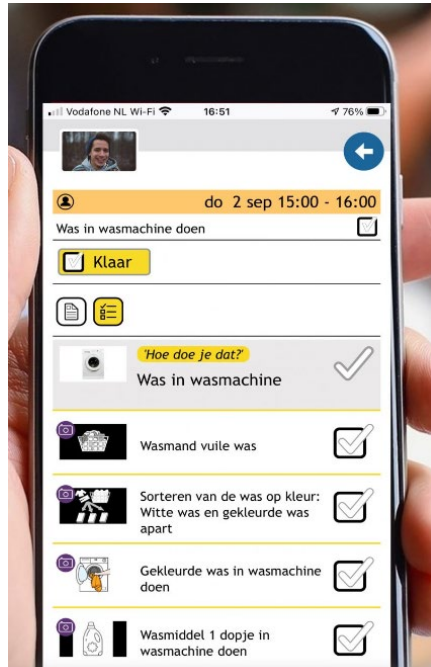 Vodafone NL Wi-Fi 16:51 76%
do 2 sep 15:00 - 16:00
Was in wasmachine doen
Klaar
'Hoe doe je dat?'
Was in wasmachine
Wasmand vuile was
Sorteren van de was op kleur:
Witte was en gekleurde was
apart
Gekleurde was in wasmachine
doen
Wasmiddel 1 dopje in
wasmachine doen